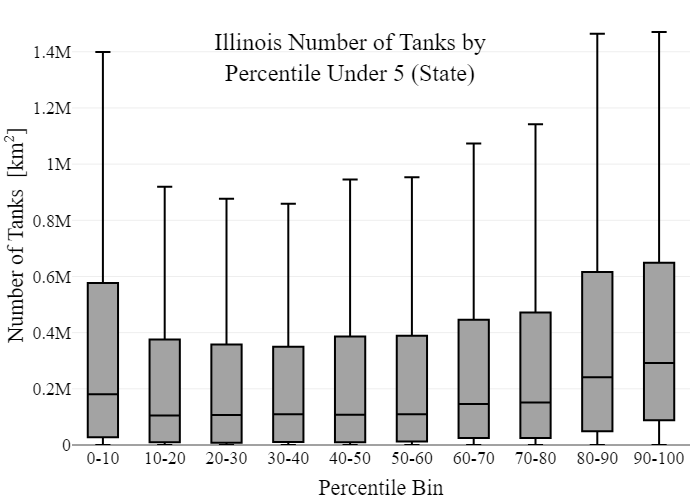 Illinois Number of Tanks by
Percentile Under 5 (State)
Number of Tanks [km²]
1.4M
1.2M
1M
0.8M
0.6M
0.4M
0.2M
0
0-10 10-20 20-30 30-40 40-50 50-60 60-70 70-80 80-90 90-100
Percentile Bin